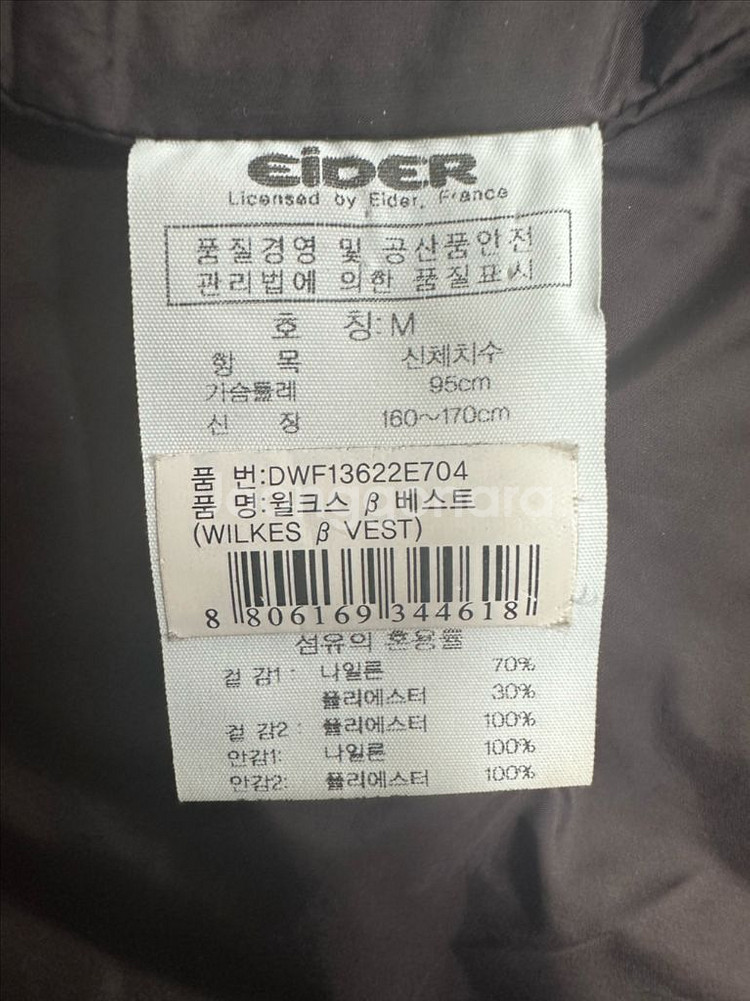 EiDER
Licensed by Eider, France
품질경영 및 공산품안전
관리법에 의한 품질표시
호 칭: M
항 목 신체치수
가슴둘레 95cm
신 장 160~170cm
품 번:DWF13622E704
품 명:윌크스 β 베스트
(WILKES β VEST)
8 806169 344618
섬유의 혼용률
겉 감1: 나일론 70%
폴리에스터 30%
겉 감2: 폴리에스터 100%
안감1: 나일론 100%
안감2: 폴리에스터 100%